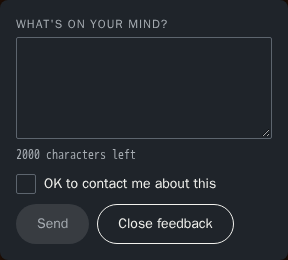 WHAT'S ON YOUR MIND?
2000 characters left
OK to contact me about this
Send
Close feedback